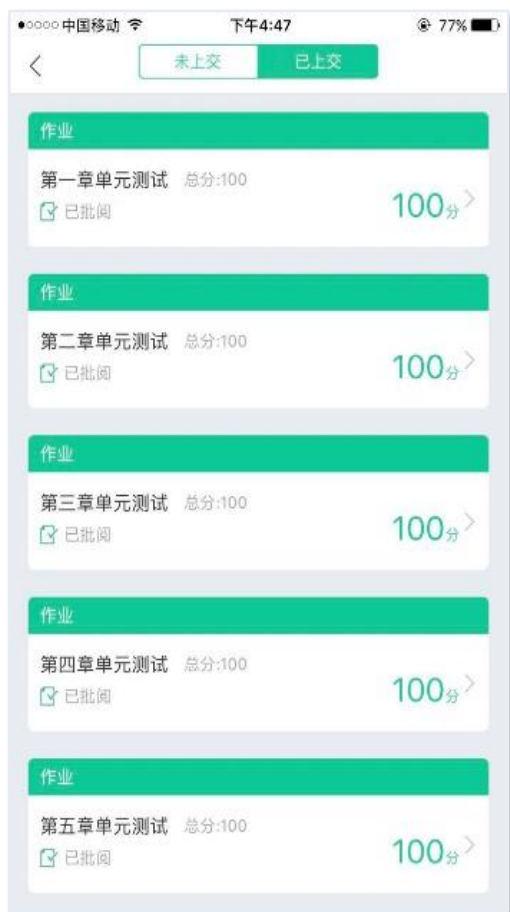 中国移动 下午4:47 77%
未上交 已上交
作业
第一章单元测试 总分:100
已批阅
100分
作业
第二章单元测试 总分:100
已批阅
100分
作业
第三章单元测试 总分:100
已批阅
100分
作业
第四章单元测试 总分:100
已批阅
100分
作业
第五章单元测试 总分:100
已批阅
100分